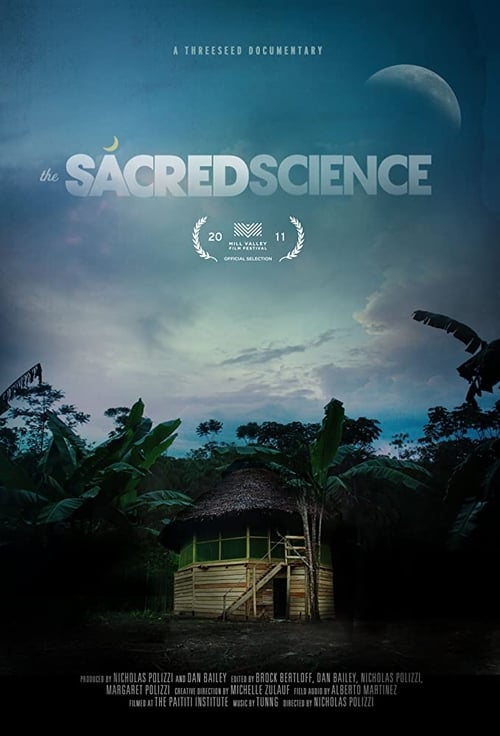 A THREESEED DOCUMENTARY
the SACREDSCIENCE
20 MILL VALLEY FILM FESTIVAL 11
OFFICIAL SELECTION
PRODUCED BY NICHOLAS POLIZZI AND DAN BAILEY EDITED BY BROCK BERTLOFF, DAN BAILEY, NICHOLAS POLIZZI,
MARGARET POLIZZI CREATIVE DIRECTION BY MICHELLE ZULAUF FIELD AUDIO BY ALBERTO MARTINEZ
FILMED AT THE PAITITI INSTITUTE MUSIC BY TUNNG DIRECTED BY NICHOLAS POLIZZI